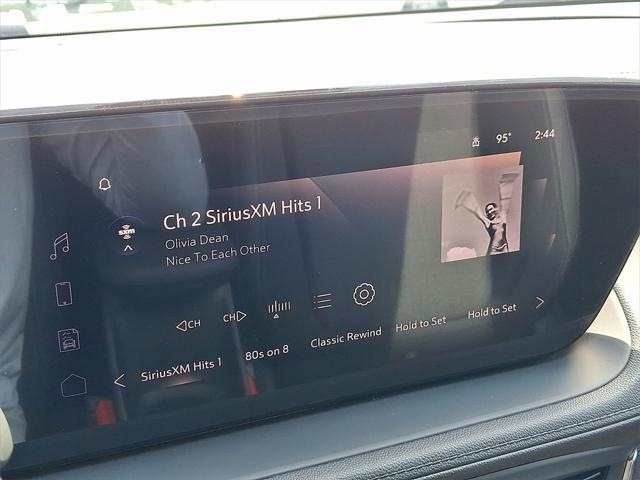 95° 2:44
Ch 2 SiriusXM Hits 1
sxm
Olivia Dean
Nice To Each Other
◁CH CH▷
SiriusXM Hits 1 80s on 8 Classic Rewind Hold to Set Hold to Set